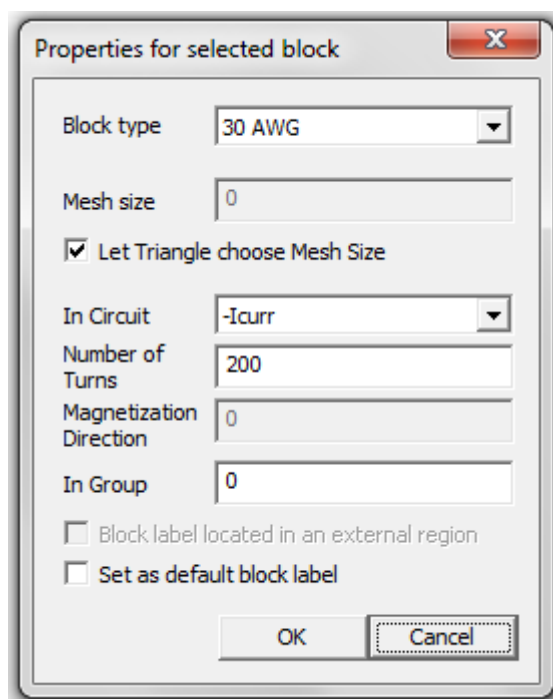 Properties for selected block
Block type
30 AWG
Mesh size
0
Let Triangle choose Mesh Size
In Circuit
-Icurr
Number of
Turns
200
Magnetization
Direction
0
In Group
0
Block label located in an external region
Set as default block label
OK
Cancel